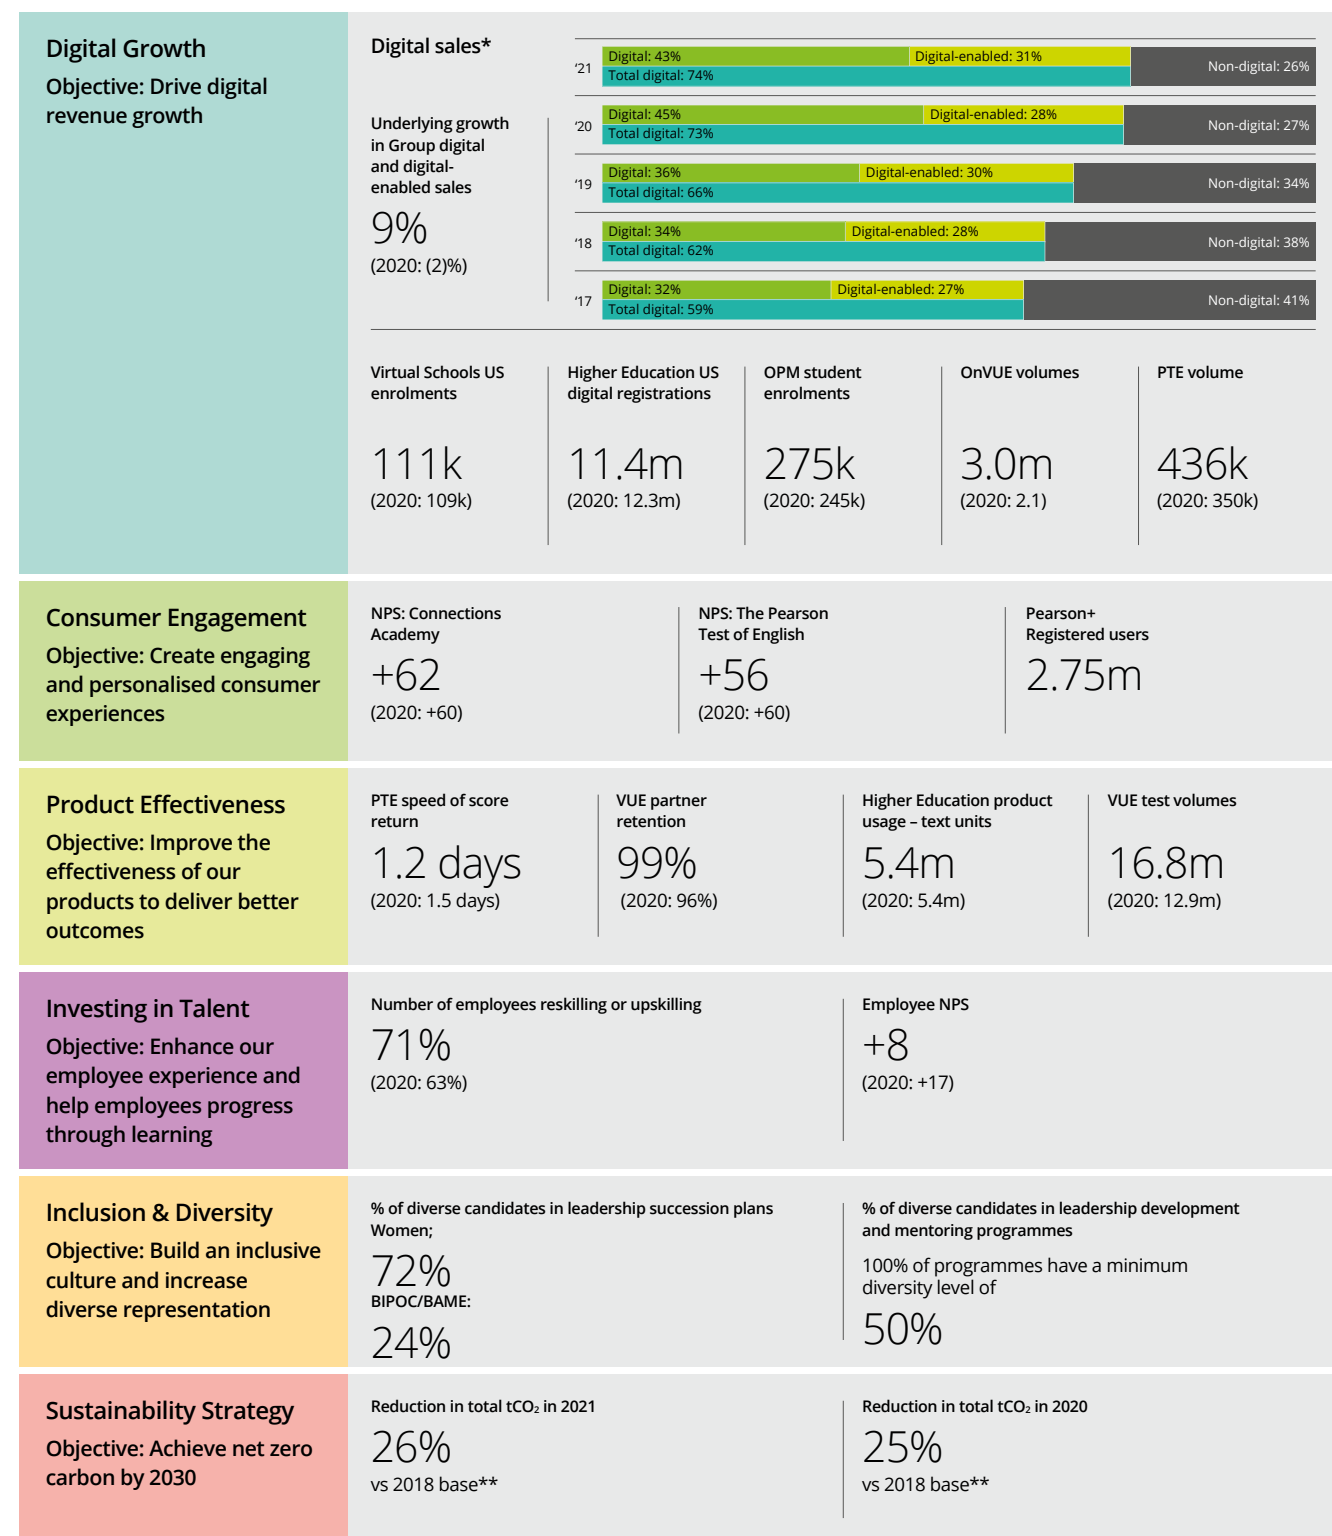 Digital Growth
Objective: Drive digital
revenue growth
Digital sales*
Underlying growth
in Group digital
and digital-
enabled sales
9%
(2020: (2)%)
‘21
Digital: 43%
Digital-enabled: 31%
Total digital: 74%
Non-digital: 26%
‘20
Digital: 45%
Digital-enabled: 28%
Total digital: 73%
Non-digital: 27%
‘19
Digital: 36%
Digital-enabled: 30%
Total digital: 66%
Non-digital: 34%
‘18
Digital: 34%
Digital-enabled: 28%
Total digital: 62%
Non-digital: 38%
‘17
Digital: 32%
Digital-enabled: 27%
Total digital: 59%
Non-digital: 41%
Virtual Schools US
enrolments
111k
(2020: 109k)
Higher Education US
digital registrations
11.4m
(2020: 12.3m)
OPM student
enrolments
275k
(2020: 245k)
OnVUE volumes
3.0m
(2020: 2.1)
PTE volume
436k
(2020: 350k)
Consumer Engagement
Objective: Create engaging
and personalised consumer
experiences
NPS: Connections
Academy
+62
(2020: +60)
NPS: The Pearson
Test of English
+56
(2020: +60)
Pearson+
Registered users
2.75m
Product Effectiveness
Objective: Improve the
effectiveness of our
products to deliver better
outcomes
PTE speed of score
return
1.2 days
(2020: 1.5 days)
VUE partner
retention
99%
(2020: 96%)
Higher Education product
usage – text units
5.4m
(2020: 5.4m)
VUE test volumes
16.8m
(2020: 12.9m)
Investing in Talent
Objective: Enhance our
employee experience and
help employees progress
through learning
Number of employees reskilling or upskilling
71%
(2020: 63%)
Employee NPS
+8
(2020: +17)
Inclusion & Diversity
Objective: Build an inclusive
culture and increase
diverse representation
% of diverse candidates in leadership succession plans
Women;
72%
BIPOC/BAME:
24%
% of diverse candidates in leadership development
and mentoring programmes
100% of programmes have a minimum
diversity level of
50%
Sustainability Strategy
Objective: Achieve net zero
carbon by 2030
Reduction in total tCO₂ in 2021
26%
vs 2018 base**
Reduction in total tCO₂ in 2020
25%
vs 2018 base**